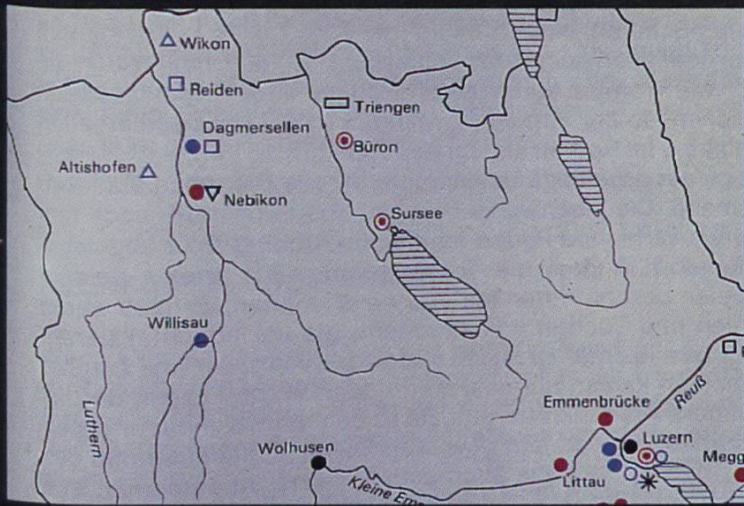 Wikon
Reiden
Triengen
Dagmersellen
Büron
Altishofen
Nebikon
Sursee
Willisau
Luthern
Emmenbrücke
Reuß
Luzern
Wolhusen
Megg
Littau
Kleine Em